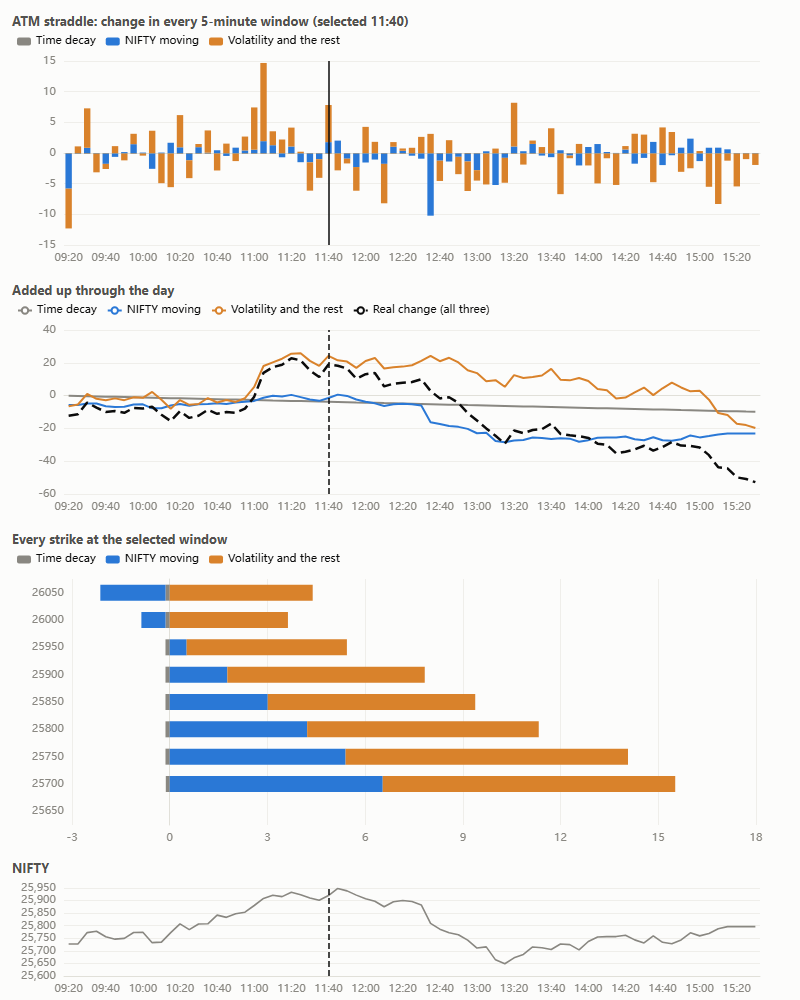 ATM straddle: change in every 5-minute window (selected 11:40)
Time decay NIFTY moving Volatility and the rest
15
10
5
0
-5
-10
-15
09:20 09:40 10:00 10:20 10:40 11:00 11:20 11:40 12:00 12:20 12:40 13:00 13:20 13:40 14:00 14:20 14:40 15:00 15:20
Added up through the day
Time decay NIFTY moving Volatility and the rest Real change (all three)
40
20
0
-20
-40
-60
09:20 09:40 10:00 10:20 10:40 11:00 11:20 11:40 12:00 12:20 12:40 13:00 13:20 13:40 14:00 14:20 14:40 15:00 15:20
Every strike at the selected window
Time decay NIFTY moving Volatility and the rest
26050
26000
25950
25900
25850
25800
25750
25700
25650
-3 0 3 6 9 12 15 18
NIFTY
25,950
25,900
25,850
25,800
25,750
25,700
25,650
25,600
09:20 09:40 10:00 10:20 10:40 11:00 11:20 11:40 12:00 12:20 12:40 13:00 13:20 13:40 14:00 14:20 14:40 15:00 15:20